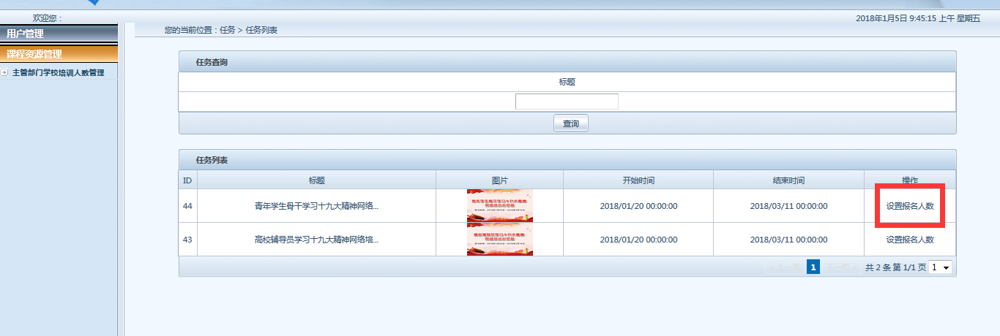 欢迎您：
2018年1月5日 9:45:15 上午 星期五
用户管理
您的当前位置：任务 > 任务列表
课程资源管理
主管部门学校培训人数管理
任务查询
标题
查询
任务列表
ID 标题 图片 开始时间 结束时间 操作
44 青年学生骨干学习十九大精神网络... 2018/01/20 00:00:00 2018/03/11 00:00:00 设置报名人数
43 高校辅导员学习十九大精神网络培... 2018/01/20 00:00:00 2018/03/11 00:00:00 设置报名人数
上一页 1 下一页 共 2 条 第 1/1 页 1